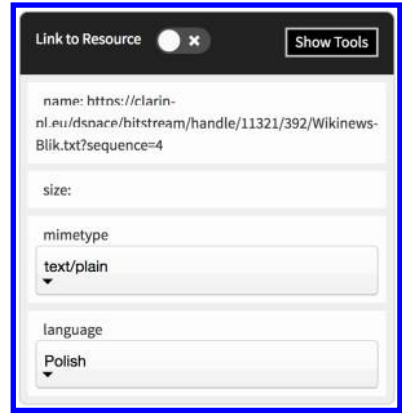 Link to Resource
Show Tools
name: https://clarin-
pl.eu/dspace/bitstream/handle/11321/392/Wikinews-
Blik.txt?sequence=4
size:
mimetype
text/plain
language
Polish